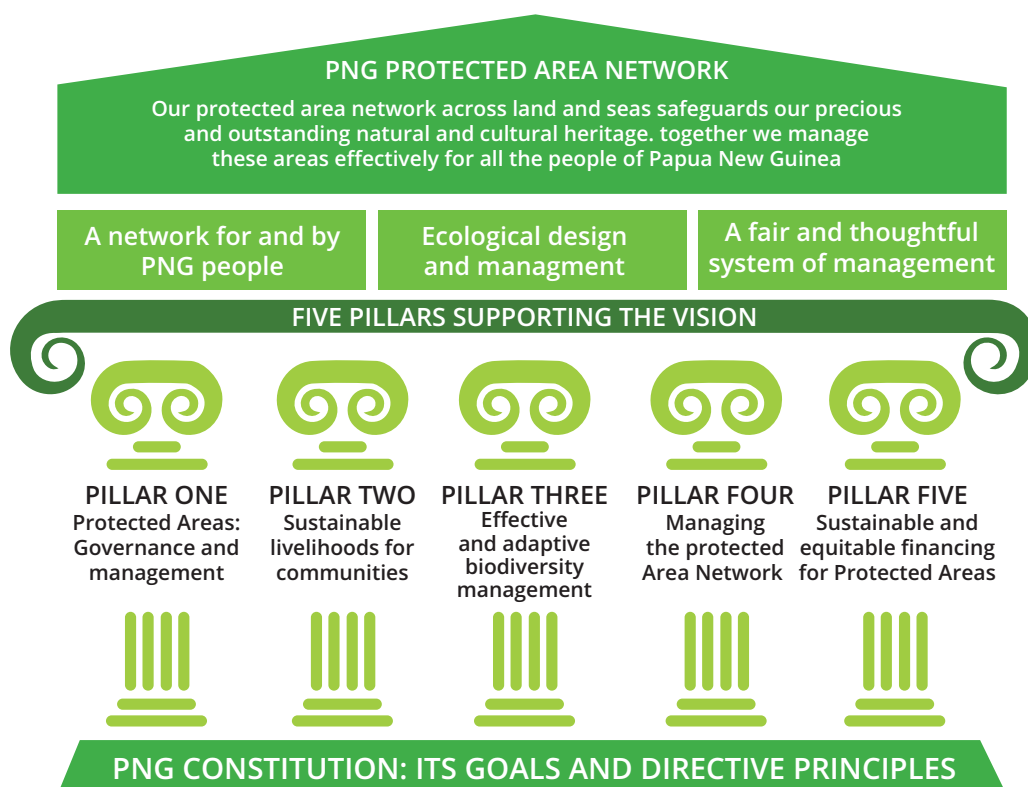 PNG PROTECTED AREA NETWORK
Our protected area network across land and seas safeguards our precious
and outstanding natural and cultural heritage. together we manage
these areas effectively for all the people of Papua New Guinea
A network for and by
PNG people
Ecological design
and managment
A fair and thoughtful
system of management
FIVE PILLARS SUPPORTING THE VISION
PILLAR ONE
Protected Areas:
Governance and
management
PILLAR TWO
Sustainable
livelihoods for
communities
PILLAR THREE
Effective
and adaptive
biodiversity
management
PILLAR FOUR
Managing
the protected
Area Network
PILLAR FIVE
Sustainable and
equitable financing
for Protected Areas
PNG CONSTITUTION: ITS GOALS AND DIRECTIVE PRINCIPLES